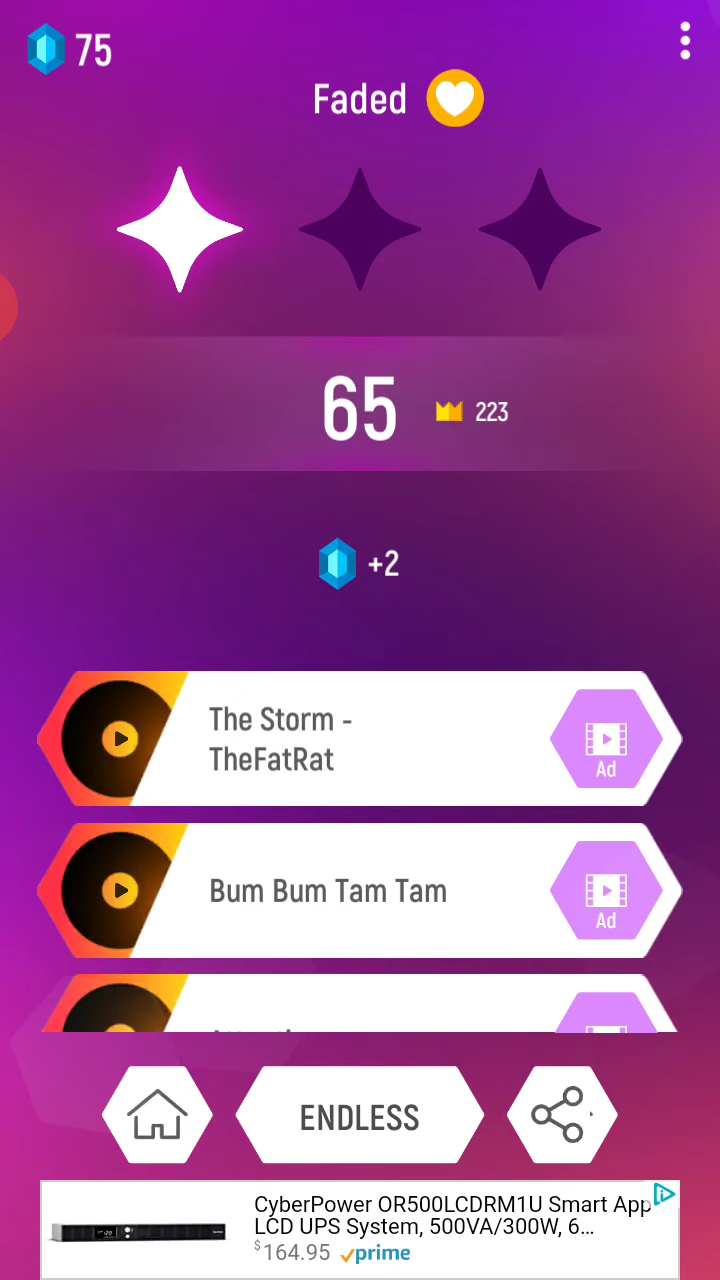 75
Faded
65
223
+2
The Storm -
TheFatRat
Ad
Bum Bum Tam Tam
Ad
ENDLESS
CyberPower OR500LCDRM1U Smart App
LCD UPS System, 500VA/300W, 6...
$164.95 prime